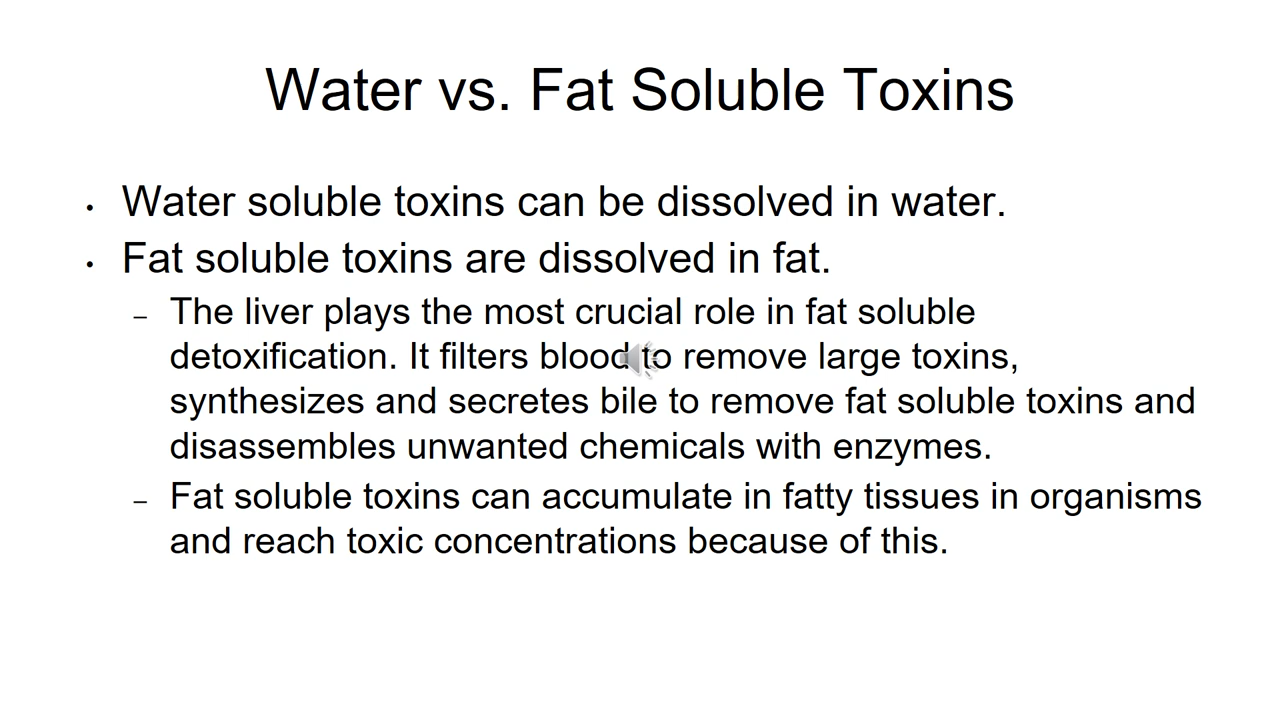 Water vs. Fat Soluble Toxins
• Water soluble toxins can be dissolved in water.
• Fat soluble toxins are dissolved in fat.
– The liver plays the most crucial role in fat soluble
detoxification. It filters blood to remove large toxins,
synthesizes and secretes bile to remove fat soluble toxins and
disassembles unwanted chemicals with enzymes.
– Fat soluble toxins can accumulate in fatty tissues in organisms
and reach toxic concentrations because of this.